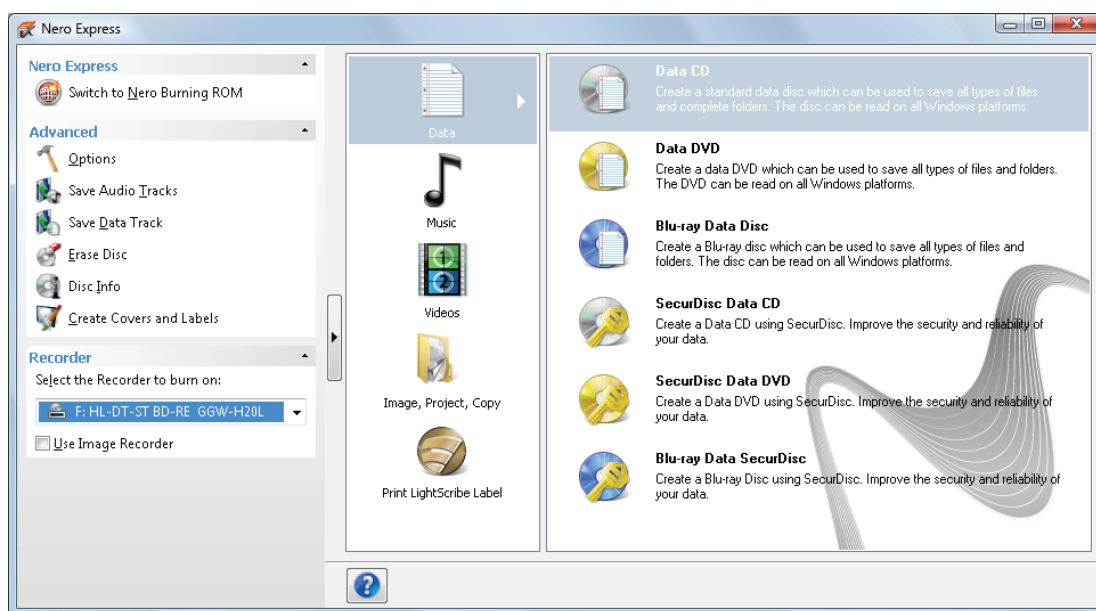 Nero Express
Nero Express
Switch to Nero Burning ROM
Advanced
Options
Save Audio Tracks
Save Data Track
Erase Disc
Disc Info
Create Covers and Labels
Recorder
Select the Recorder to burn on:
F: HL-DT-ST BD-RE GGW-H20L
Use Image Recorder
Data
Music
Videos
Image, Project, Copy
Print LightScribe Label
Data CD
Create a standard data disc which can be used to save all types of files
and complete folders. The disc can be read on all Windows platforms.
Data DVD
Create a data DVD which can be used to save all types of files and folders.
The DVD can be read on all Windows platforms.
Blu-ray Data Disc
Create a Blu-ray disc which can be used to save all types of files and
folders. The disc can be read on all Windows platforms.
SecurDisc Data CD
Create a Data CD using SecurDisc. Improve the security and reliability of
your data.
SecurDisc Data DVD
Create a Data DVD using SecurDisc. Improve the security and reliability of
your data.
Blu-ray Data SecurDisc
Create a Blu-ray Disc using SecurDisc. Improve the security and reliability of
your data.